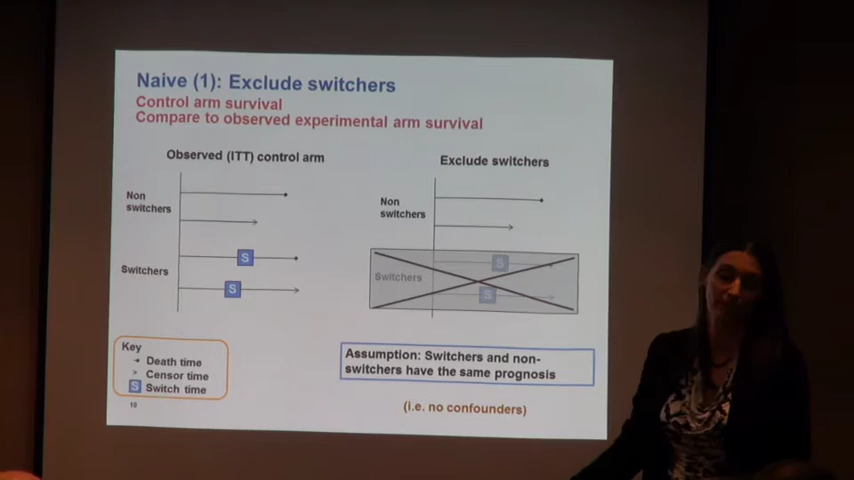 Naive (1): Exclude switchers
Control arm survival
Compare to observed experimental arm survival
Observed (ITT) control arm
Non
switchers
S
Switchers
S
Exclude switchers
Non
switchers
S
Switchers
S
Key
Death time
Censor time
S Switch time
10
Assumption: Switchers and non-
switchers have the same prognosis
(i.e. no confounders)